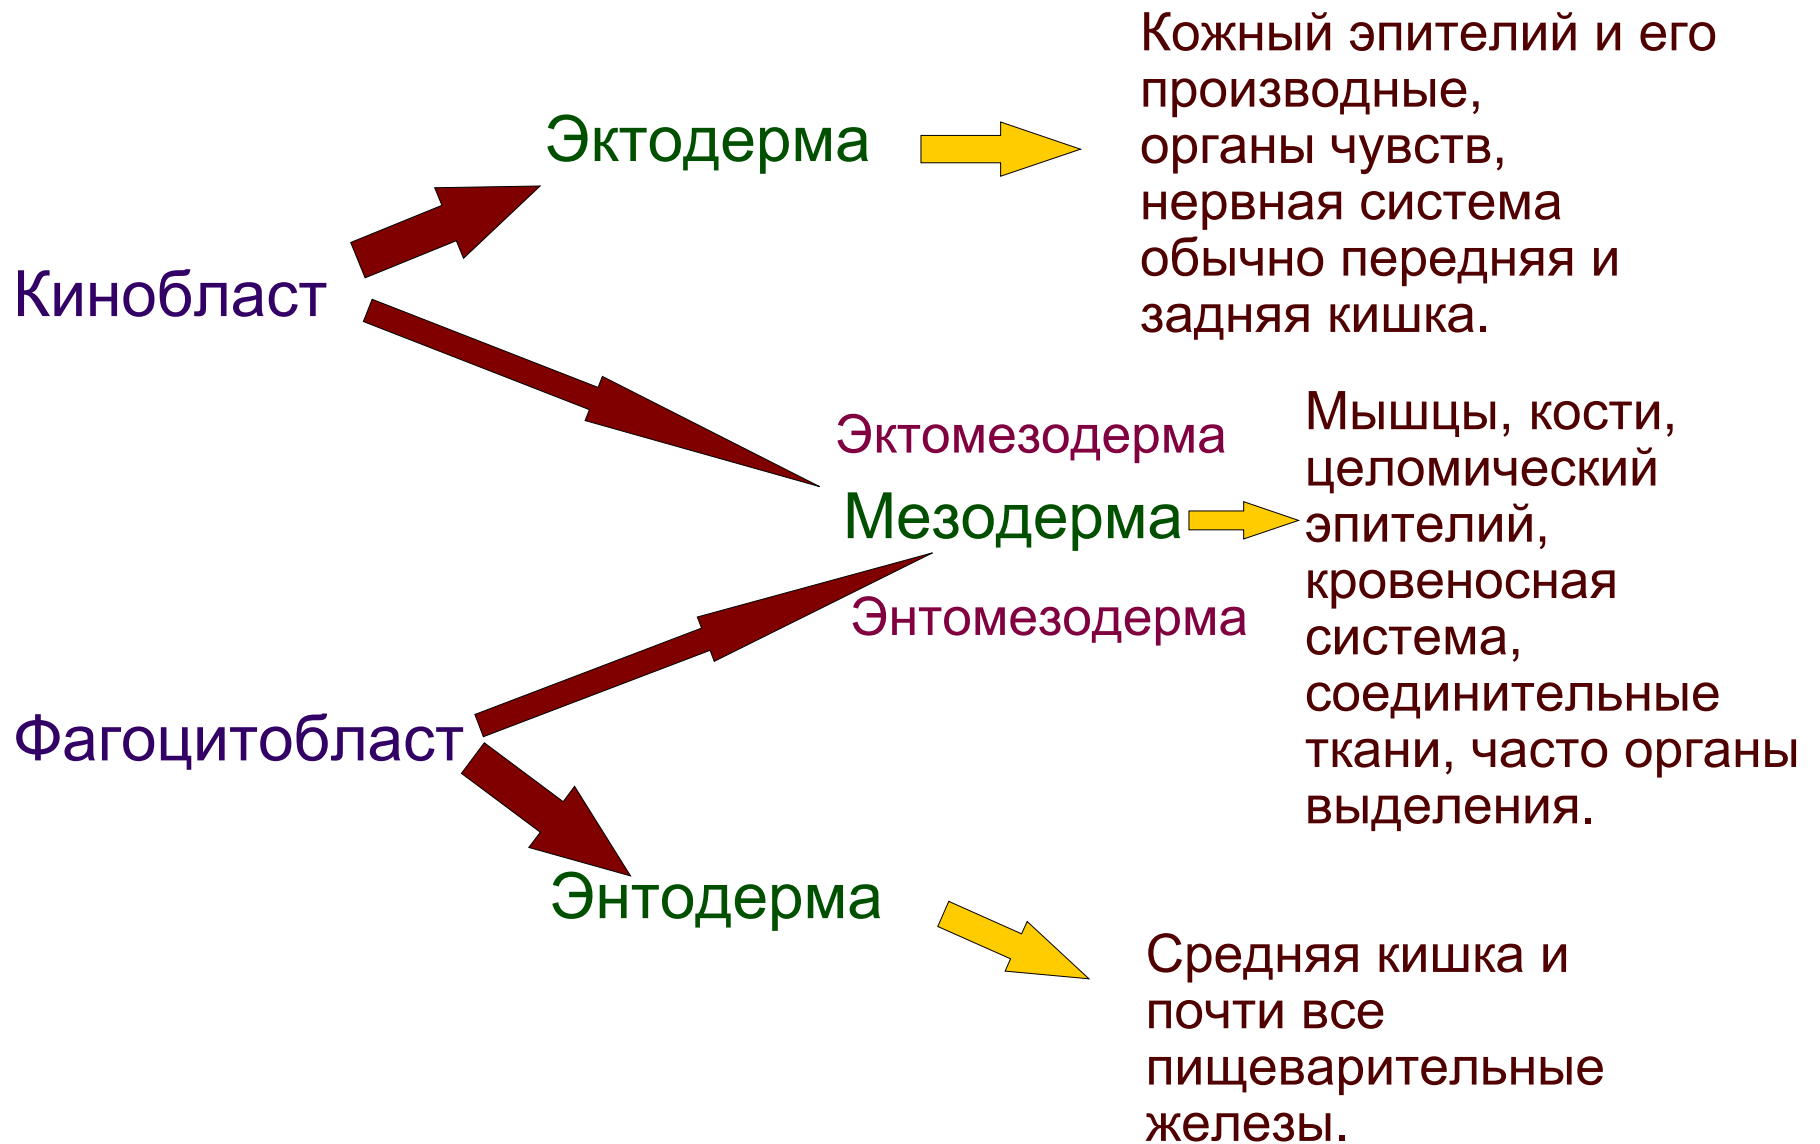 Кожный эпителий и его
производные,
органы чувств,
нервная система
обычно передняя и
задняя кишка.
Эктодерма
Кинобласт
Эктомезодерма
Мезодерма
Энтомезодерма
Мышцы, кости,
целомический
эпителий,
кровеносная
система,
соединительные
ткани, часто органы
выделения.
Фагоцитобласт
Энтодерма
Средняя кишка и
почти все
пищеварительные
железы.